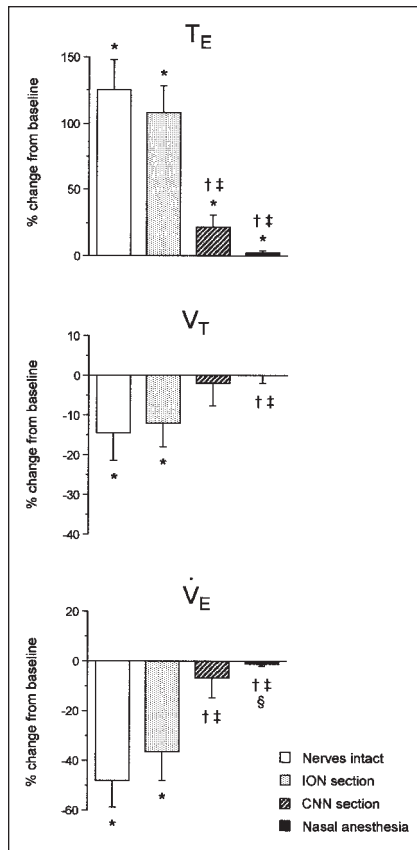 T_E
% change from baseline
150
100
50
0
*
*
† ‡
*
† ‡
*
V_T
% change from baseline
10
0
-10
-20
-30
-40
*
*
† ‡
V̇_E
% change from baseline
20
0
-20
-40
-60
*
*
† ‡
† ‡
§
Nerves intact
ION section
CNN section
Nasal anesthesia